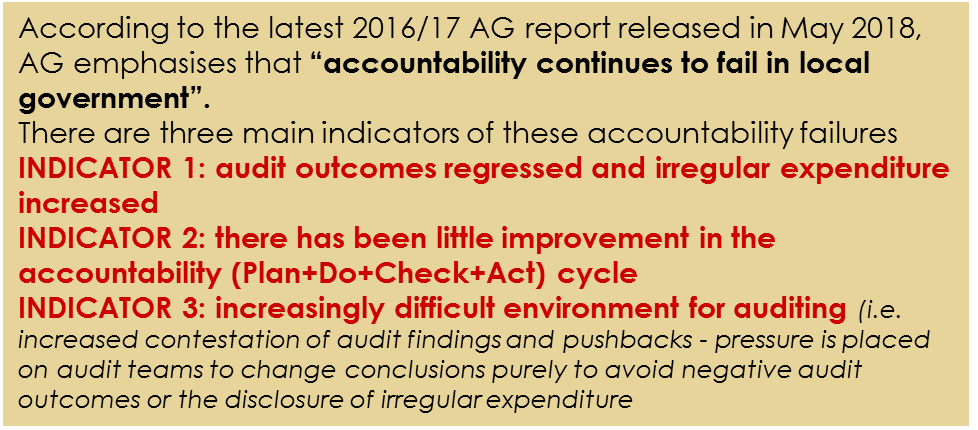 According to the latest 2016/17 AG report released in May 2018,
AG emphasises that “accountability continues to fail in local
government”.
There are three main indicators of these accountability failures
INDICATOR 1: audit outcomes regressed and irregular expenditure
increased
INDICATOR 2: there has been little improvement in the
accountability (Plan+Do+Check+Act) cycle
INDICATOR 3: increasingly difficult environment for auditing (i.e.
increased contestation of audit findings and pushbacks - pressure is placed
on audit teams to change conclusions purely to avoid negative audit
outcomes or the disclosure of irregular expenditure